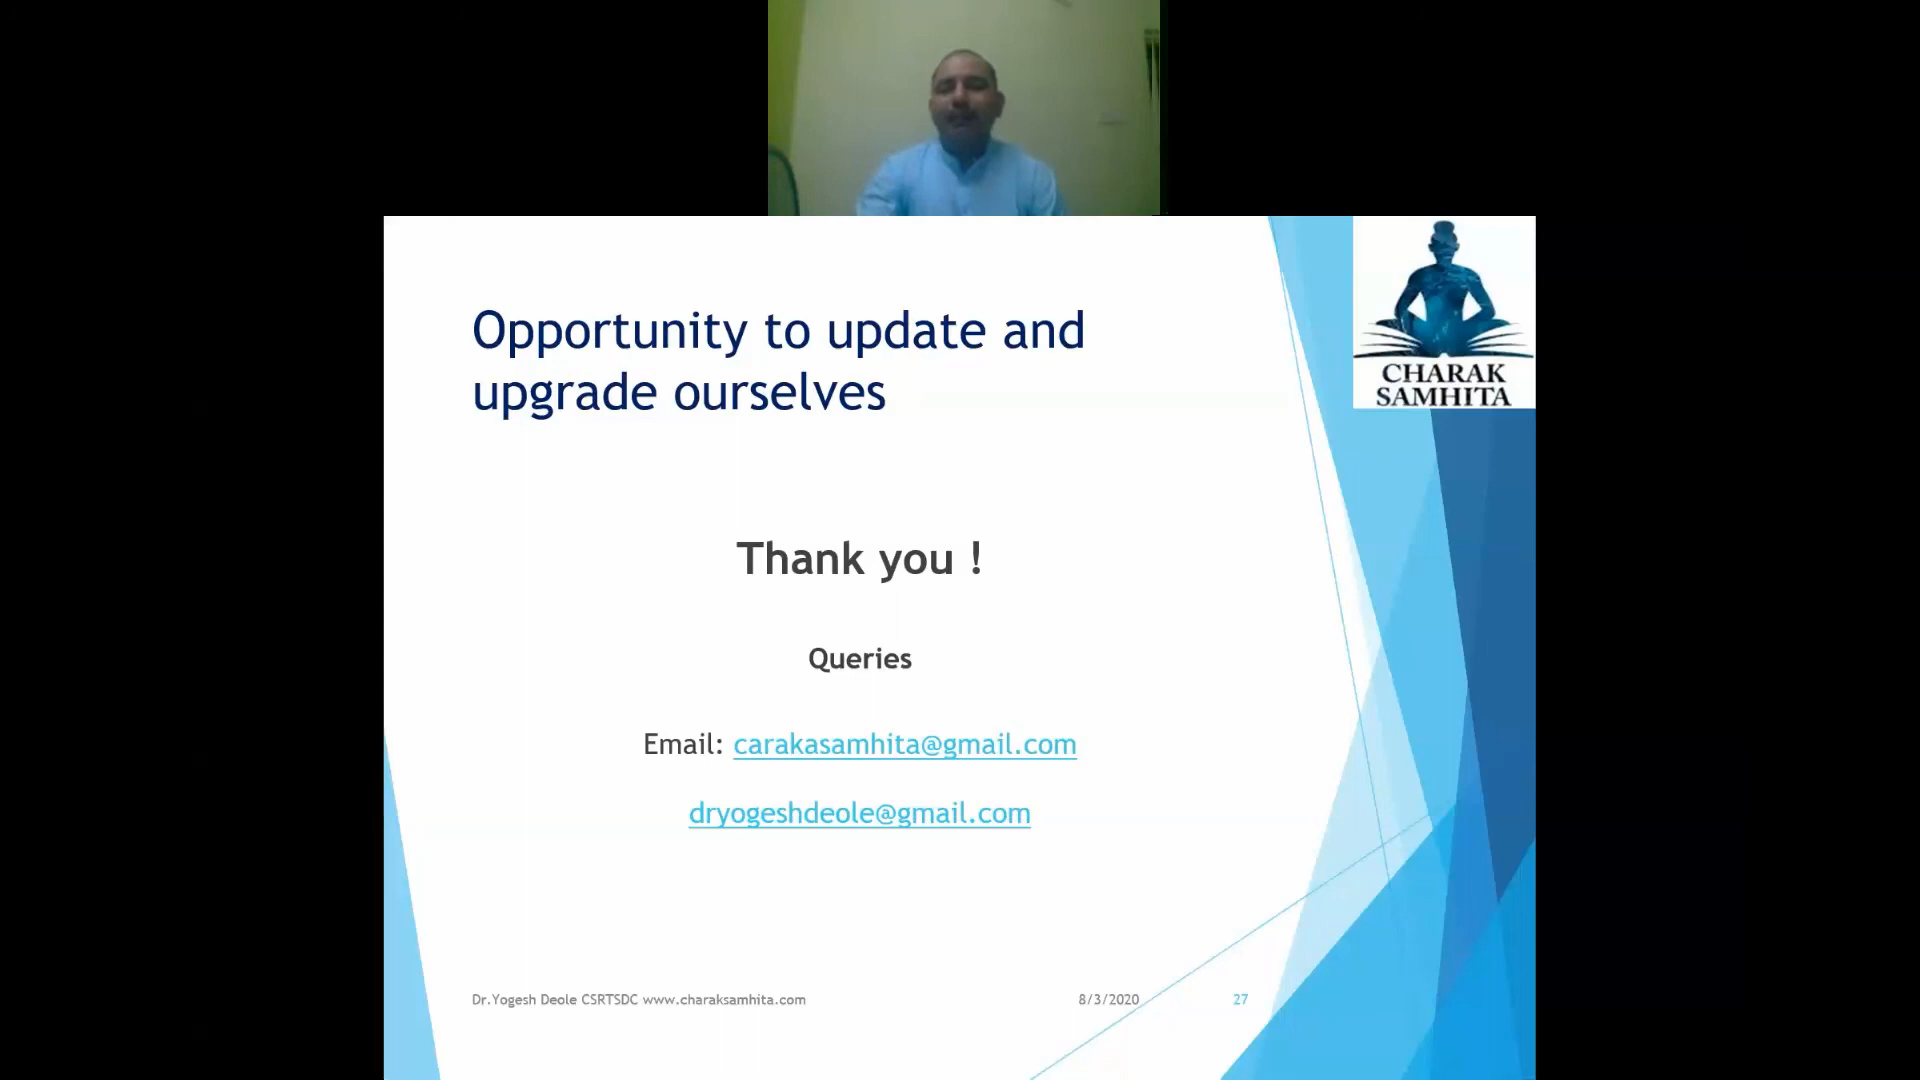 CHARAK
SAMHITA
Opportunity to update and
upgrade ourselves
Thank you !
Queries
Email: carakasamhita@gmail.com
dryogeshdeole@gmail.com
Dr.Yogesh Deole CSRTSDC www.charaksamhita.com 8/3/2020 27